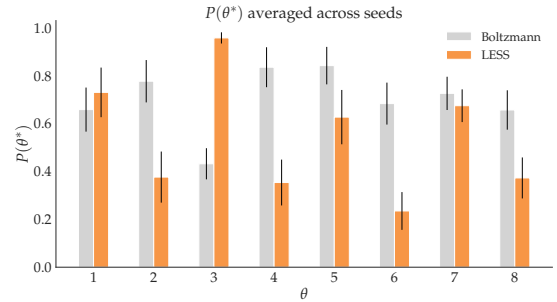 P(θ*) averaged across seeds
Boltzmann
LESS
P(θ*)
1.0
0.8
0.6
0.4
0.2
0.0
1 2 3 4 5 6 7 8
θ